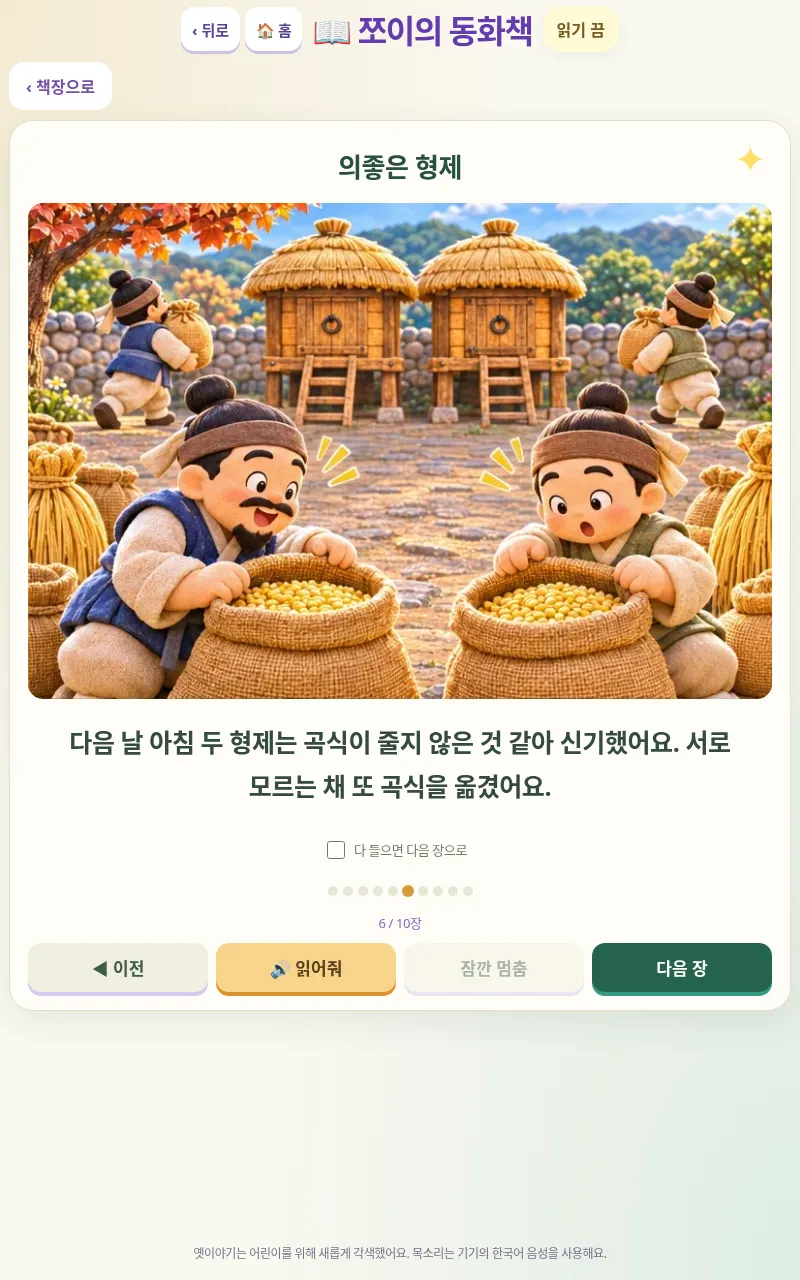 ‹ 뒤로
🏠 홈
📖 쪼이의 동화책
읽기 끔
‹ 책장으로
의좋은 형제
다음 날 아침 두 형제는 곡식이 줄지 않은 것 같아 신기했어요. 서로
모르는 채 또 곡식을 옮겼어요.
다 들으면 다음 장으로
6 / 10장
◀ 이전
🔊 읽어줘
잠깐 멈춤
다음 장
옛이야기는 어린이를 위해 새롭게 각색했어요. 목소리는 기기의 한국어 음성을 사용해요.